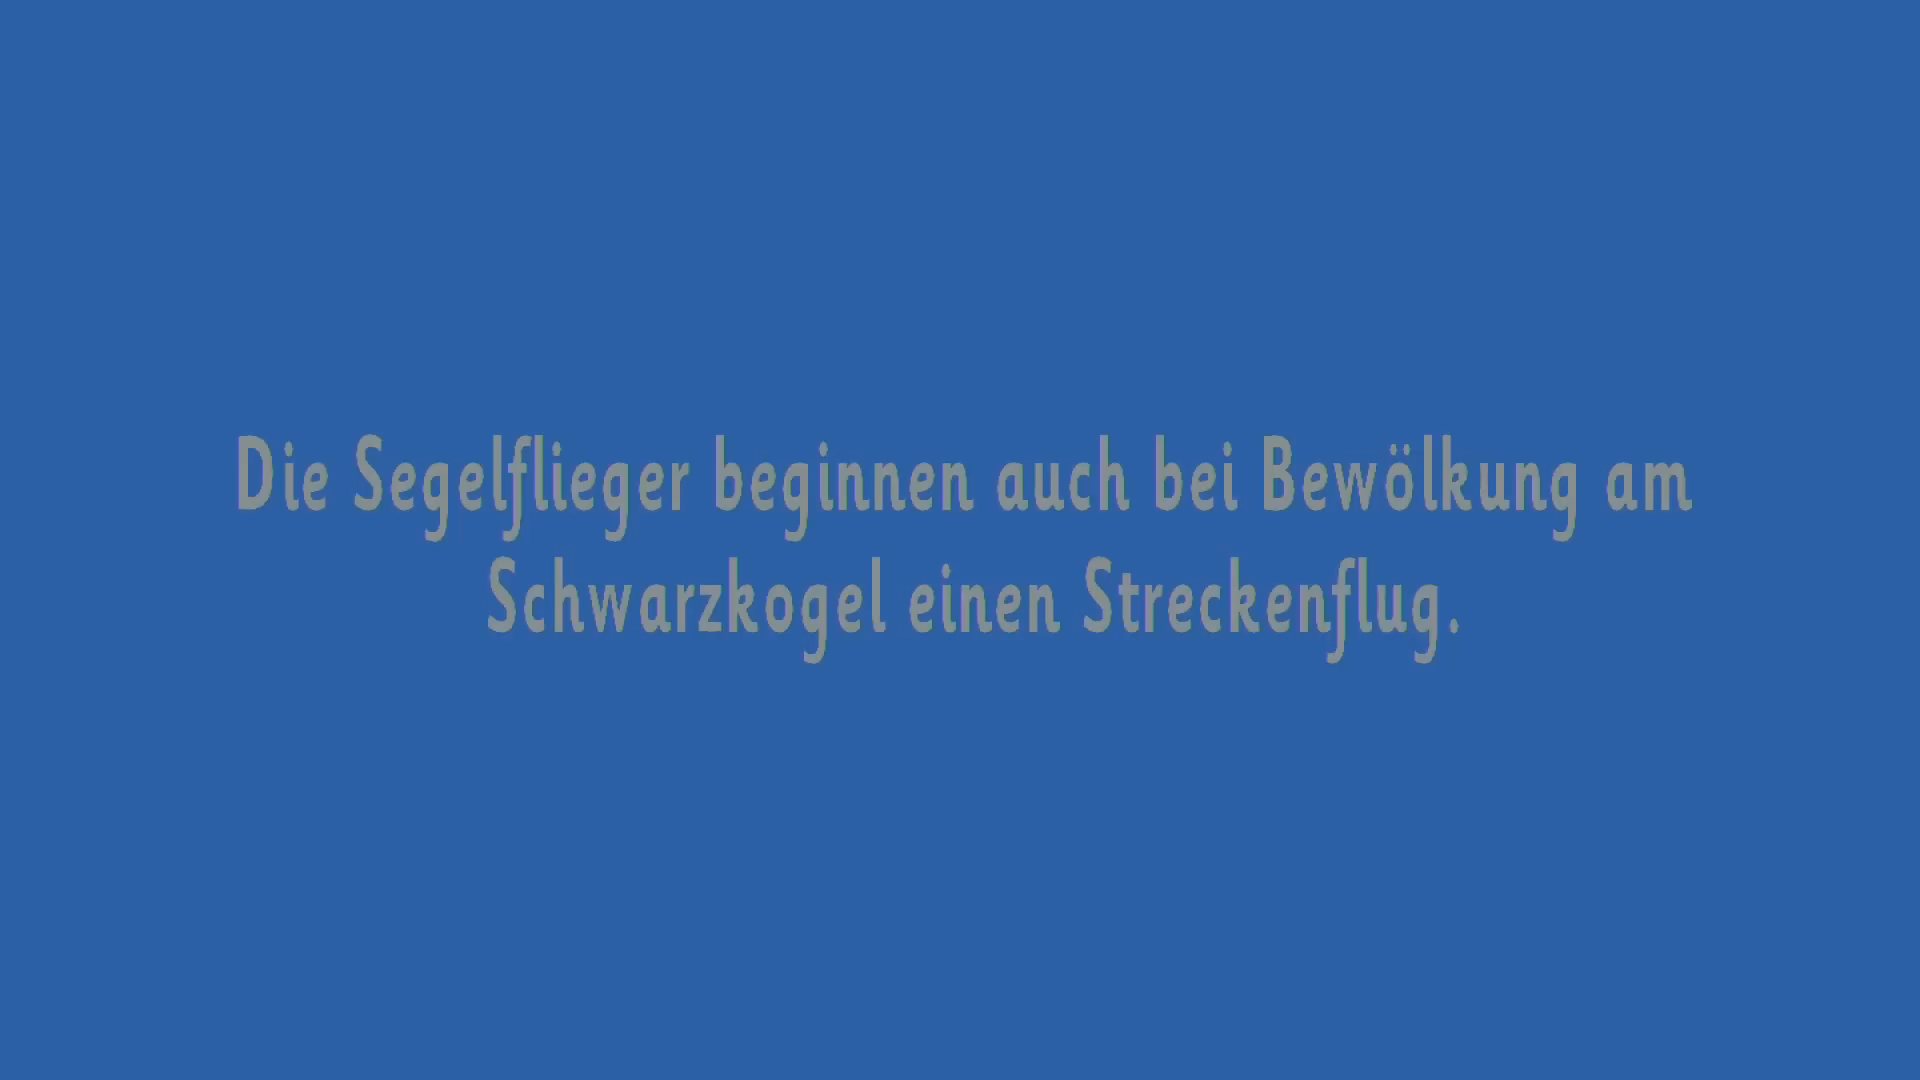 Die Segelflieger beginnen auch bei Bewölkung am
Schwarzkogel einen Streckenflug.